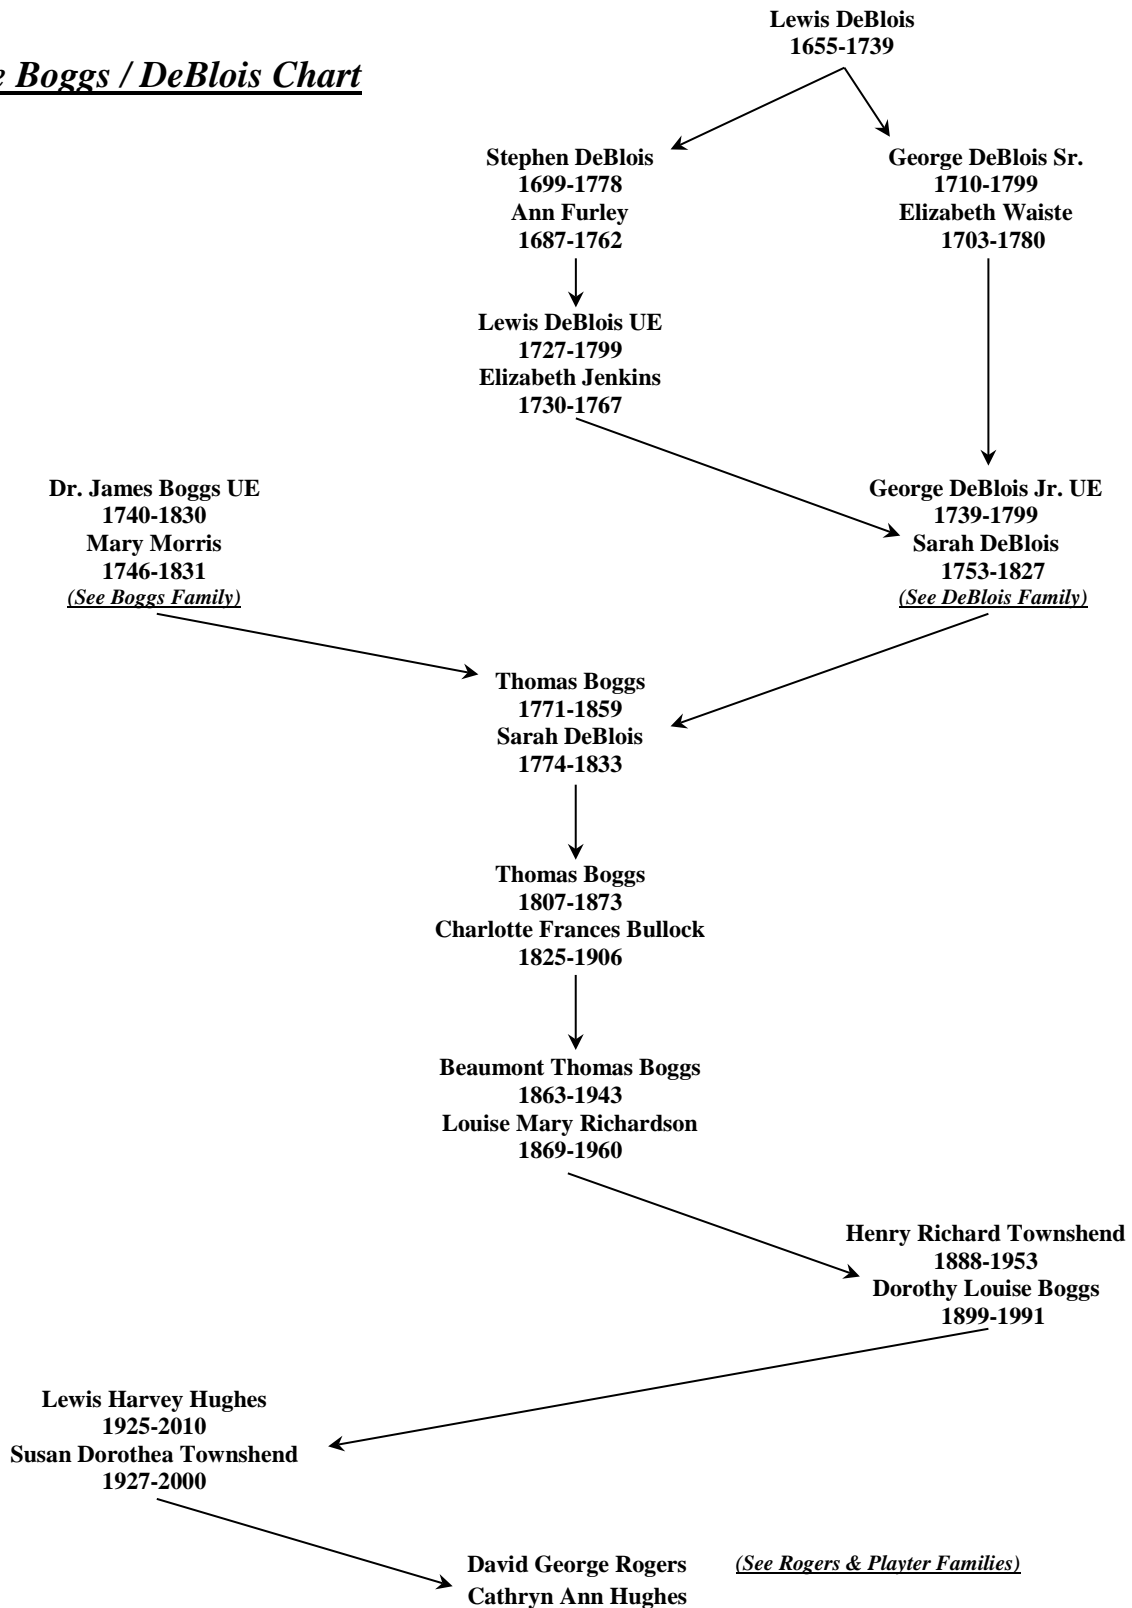 Boggs / DeBlois Chart
Lewis DeBlois
1655-1739
Stephen DeBlois
1699-1778
Ann Furley
1687-1762
George DeBlois Sr.
1710-1799
Elizabeth Waiste
1703-1780
Lewis DeBlois UE
1727-1799
Elizabeth Jenkins
1730-1767
Dr. James Boggs UE
1740-1830
Mary Morris
1746-1831
(See Boggs Family)
George DeBlois Jr. UE
1739-1799
Sarah DeBlois
1753-1827
(See DeBlois Family)
Thomas Boggs
1771-1859
Sarah DeBlois
1774-1833
Thomas Boggs
1807-1873
Charlotte Frances Bullock
1825-1906
Beaumont Thomas Boggs
1863-1943
Louise Mary Richardson
1869-1960
Henry Richard Townshend
1888-1953
Dorothy Louise Boggs
1899-1991
Lewis Harvey Hughes
1925-2010
Susan Dorothea Townshend
1927-2000
David George Rogers (See Rogers & Playter Families)
Cathryn Ann Hughes